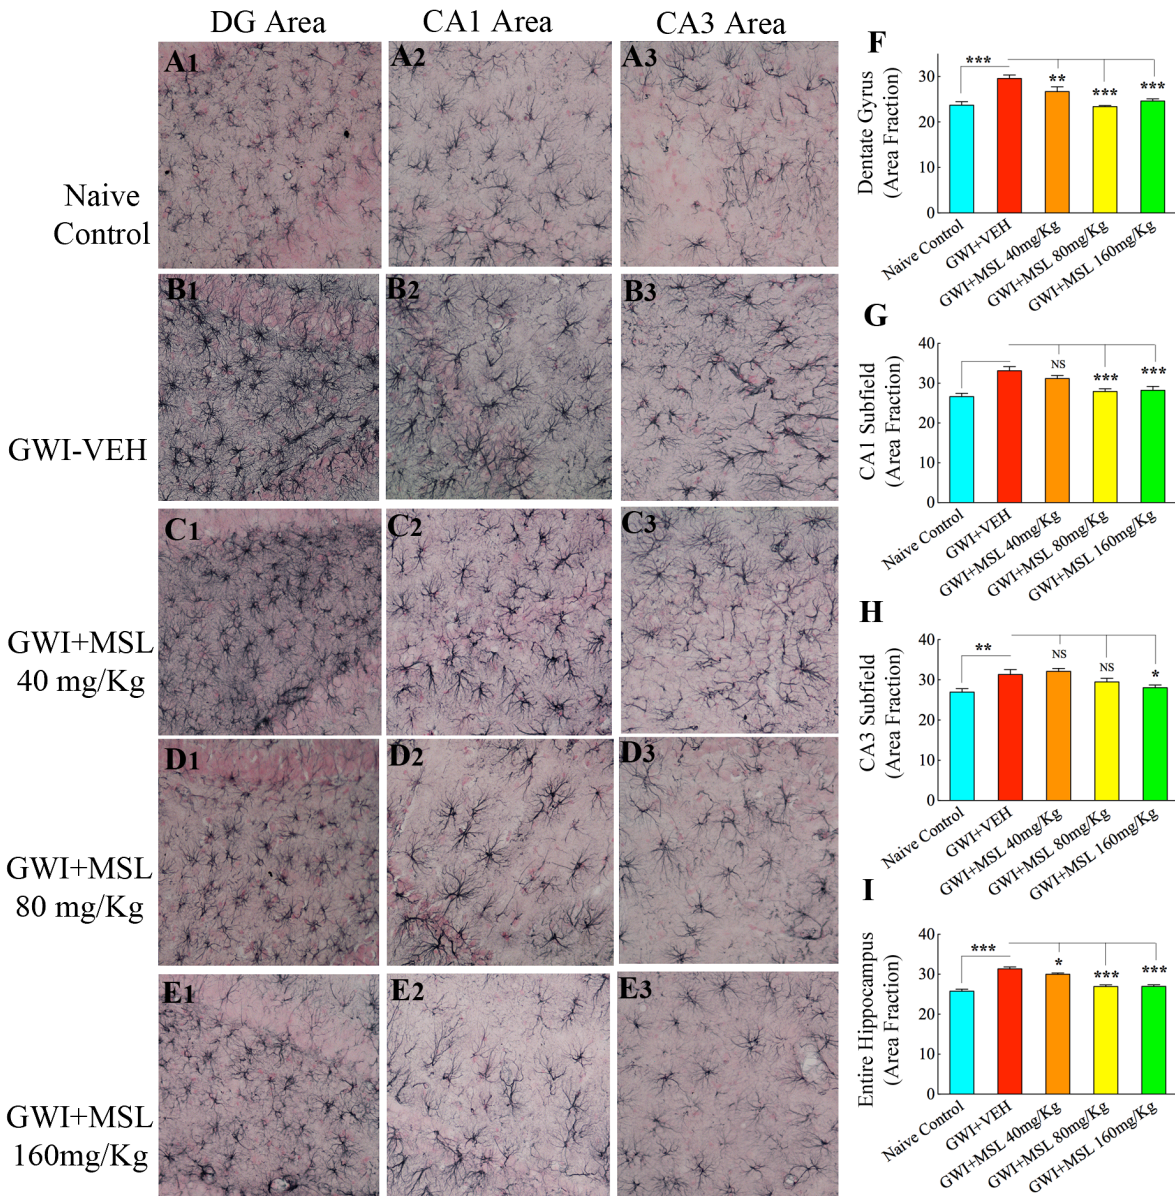 DG Area
CA1 Area
CA3 Area
Naive
Control
A1
A2
A3
GWI-VEH
B1
B2
B3
GWI+MSL
40 mg/Kg
C1
C2
C3
GWI+MSL
80 mg/Kg
D1
D2
D3
GWI+MSL
160mg/Kg
E1
E2
E3
F
Dentate Gyrus
(Area Fraction)
30
20
10
0
***
**
***
***
Naive Control
GWI+VEH
GWI+MSL 40mg/Kg
GWI+MSL 80mg/Kg
GWI+MSL 160mg/Kg
G
CA1 Subfield
(Area Fraction)
40
30
20
10
0
NS
***
***
Naive Control
GWI+VEH
GWI+MSL 40mg/Kg
GWI+MSL 80mg/Kg
GWI+MSL 160mg/Kg
H
CA3 Subfield
(Area Fraction)
40
30
20
10
0
**
NS
NS
*
Naive Control
GWI+VEH
GWI+MSL 40mg/Kg
GWI+MSL 80mg/Kg
GWI+MSL 160mg/Kg
I
Entire Hippocampus
(Area Fraction)
40
30
20
10
0
***
*
***
***
Naive Control
GWI+VEH
GWI+MSL 40mg/Kg
GWI+MSL 80mg/Kg
GWI+MSL 160mg/Kg